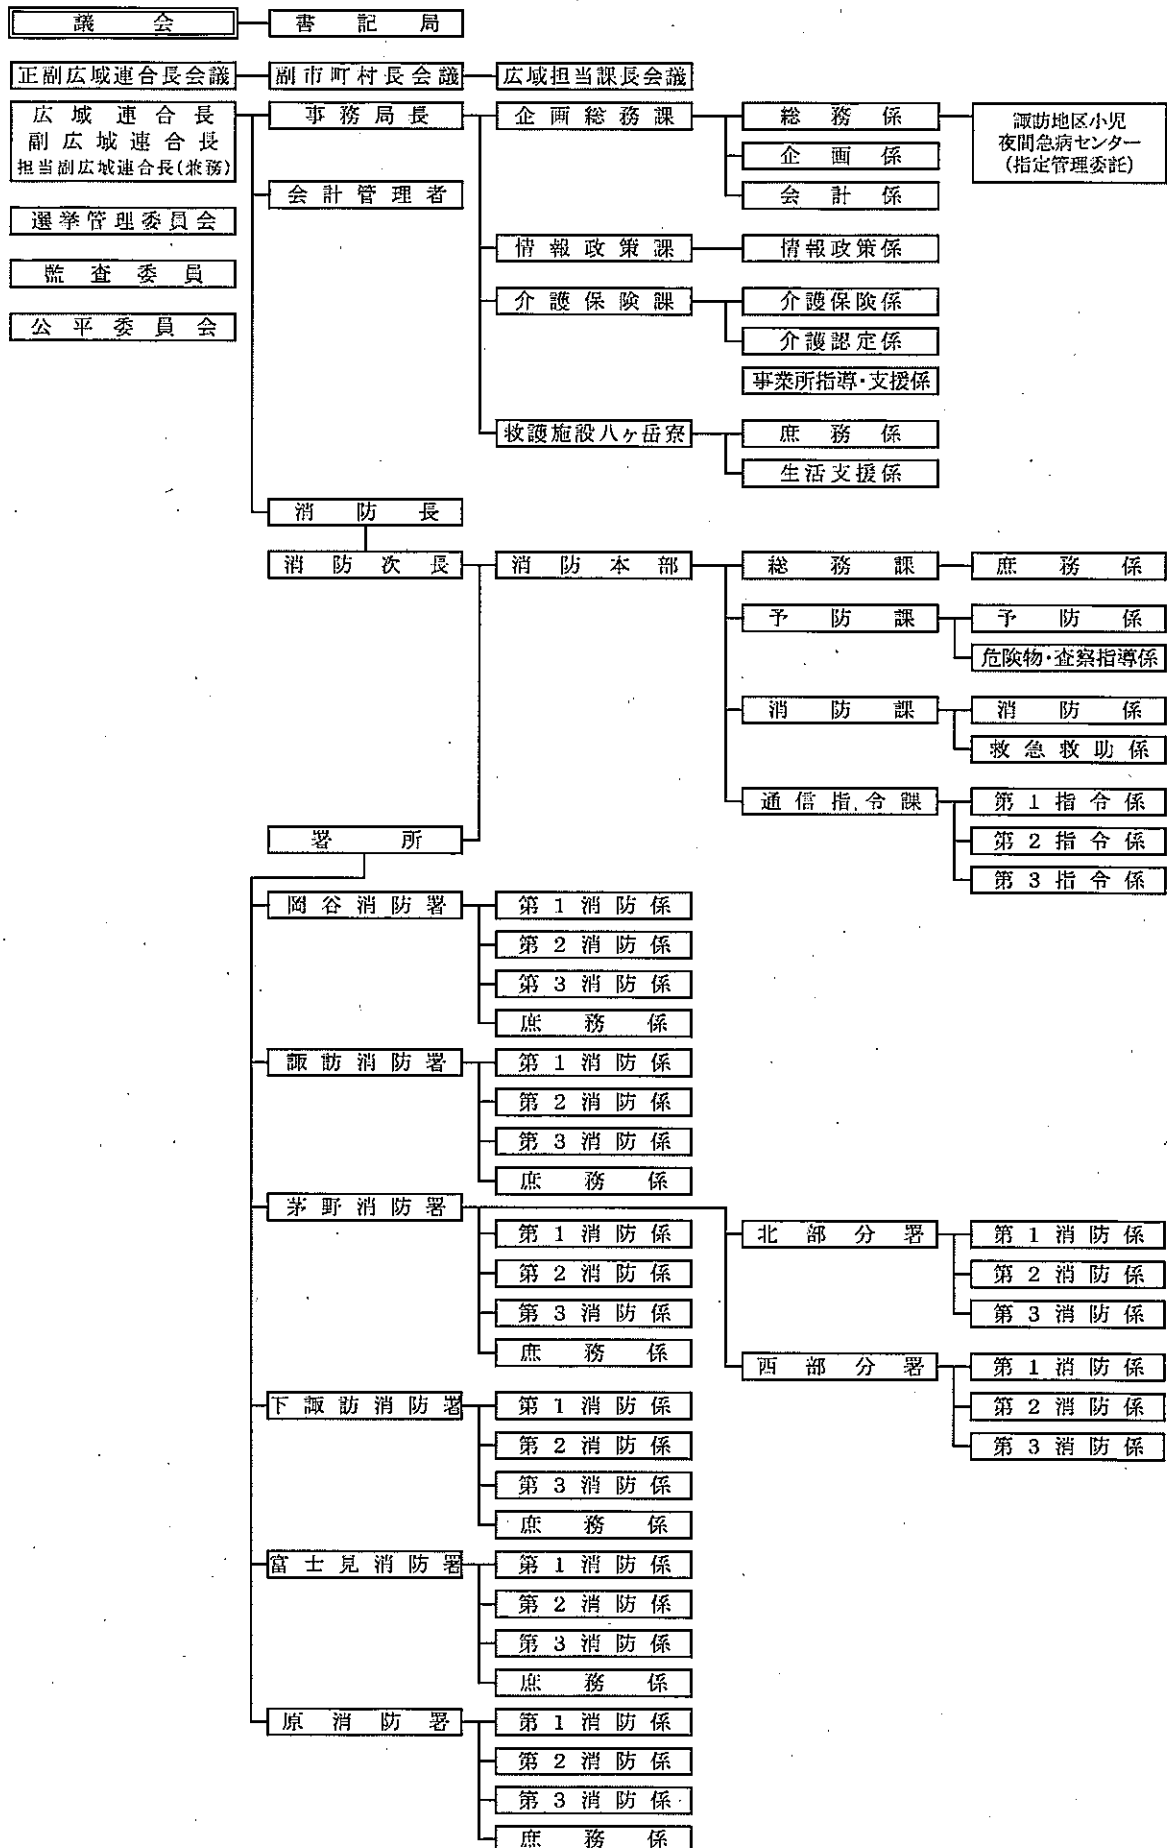 議会 書記局
正副広域連合長会議 副市町村長会議 広域担当課長会議
広域連合長 事務局長 企画総務課 総務係
副広域連合長
担当副広域連合長(兼務)
諏訪地区小児
夜間急病センター
(指定管理委託)
企画係
会計管理者 会計係
選挙管理委員会
情報政策課 情報政策係
監査委員
介護保険課 介護保険係
公平委員会
介護認定係
事業所指導・支援係
救護施設八ヶ岳寮 庶務係
生活支援係
消防長
消防次長 消防本部 総務課 庶務係
予防課 予防係
危険物・査察指導係
消防課 消防係
救急救助係
通信指令課 第1指令係
署所 第2指令係
第3指令係
岡谷消防署 第1消防係
第2消防係
第3消防係
庶務係
諏訪消防署 第1消防係
第2消防係
第3消防係
庶務係
茅野消防署
第1消防係 北部分署 第1消防係
第2消防係 第2消防係
第3消防係 第3消防係
庶務係 西部分署 第1消防係
下諏訪消防署 第1消防係 第2消防係
第2消防係 第3消防係
第3消防係
庶務係
富士見消防署 第1消防係
第2消防係
第3消防係
庶務係
原消防署 第1消防係
第2消防係
第3消防係
庶務係